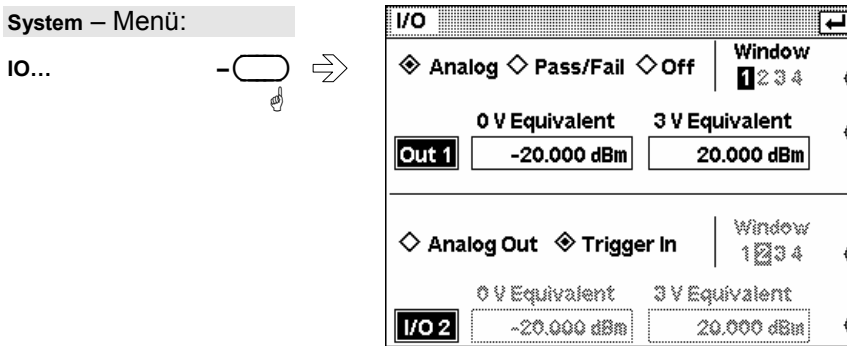 System – Menü:
IO…
I/O
Analog Pass/Fail Off
Window
1 2 3 4
0 V Equivalent 3 V Equivalent
Out 1 -20.000 dBm 20.000 dBm
Analog Out Trigger In
Window
1 2 3 4
0 V Equivalent 3 V Equivalent
I/O 2 -20.000 dBm 20.000 dBm